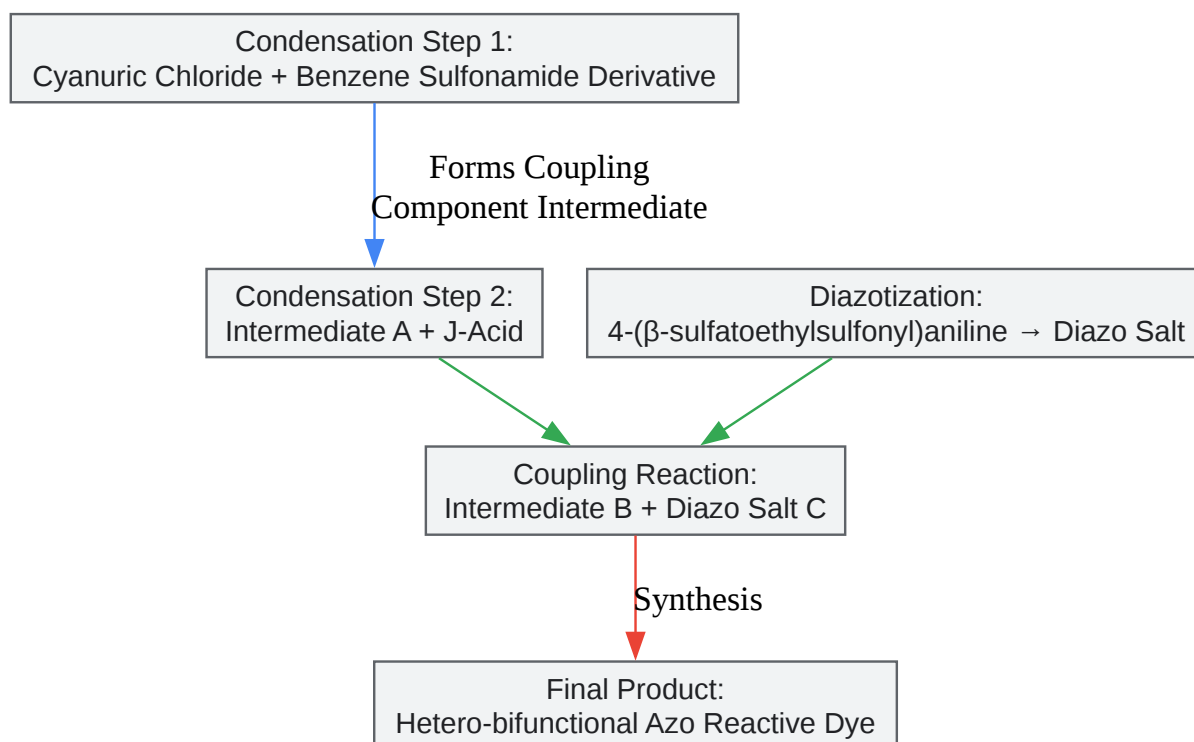 Condensation Step 1:
Cyanuric Chloride + Benzene Sulfonamide Derivative
Forms Coupling
Component Intermediate
Condensation Step 2:
Intermediate A + J-Acid
Diazotization:
4-(β-sulfatoethylsulfonyl)aniline → Diazo Salt
Coupling Reaction:
Intermediate B + Diazo Salt C
Synthesis
Final Product:
Hetero-bifunctional Azo Reactive Dye